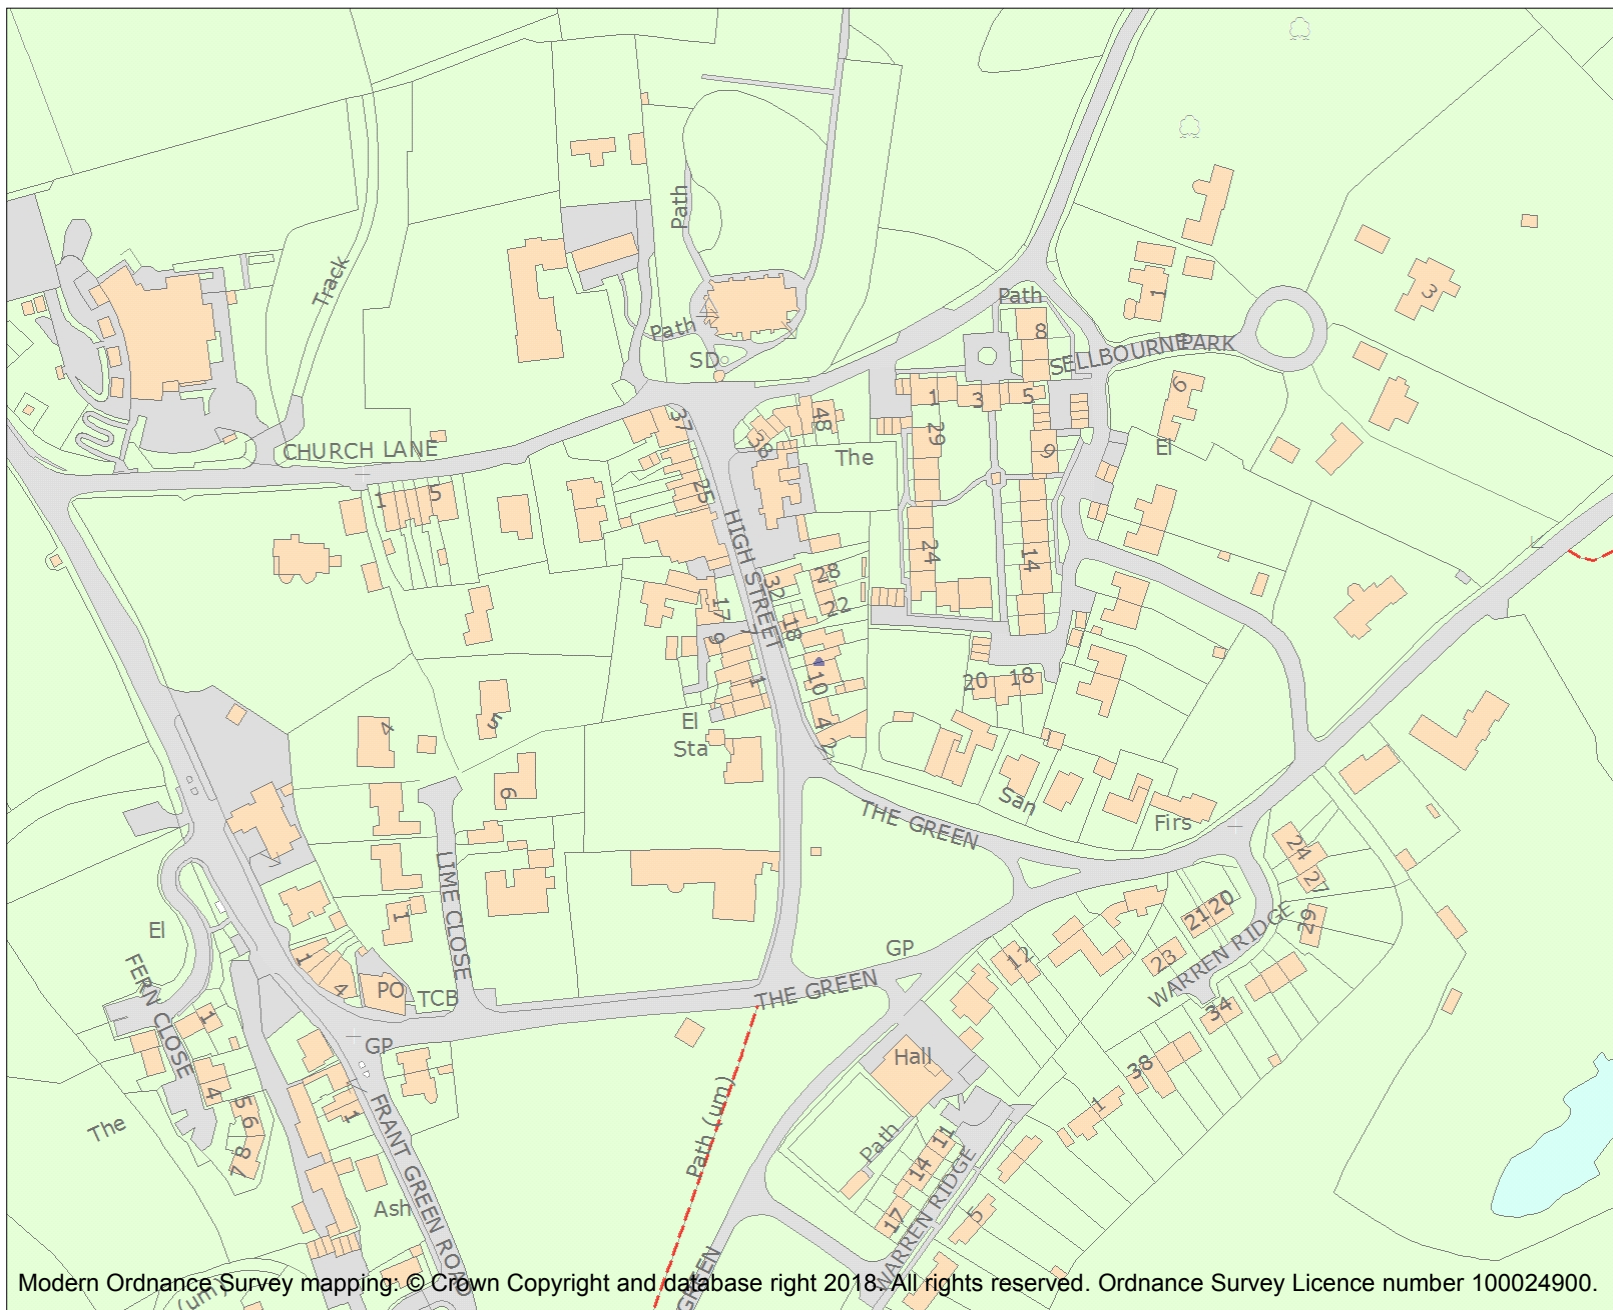 Path
Track
1
3
Path
8
Path
SD
SELLBOURNE PARK
6
1
3
5
37
48
29
CHURCH LANE
38
The
9
El
1
5
25
HIGH STREET
24
14
32
28
22
17
18
7
9
10
1
20
18
El
Sta
4
2
4
5
6
San
THE GREEN
Firs
24
27
LIME CLOSE
1
2120
29
El
GP
12
23
WARREN RIDGE
FERN CLOSE
1
4
PO
TCB
THE GREEN
34
1
GP
Hall
38
4
1
1
5
6
The
Path (um)
Path
11
8
7
14
FRANT GREEN ROAD
WARREN RIDGE
Ash
17
5
GREEN
(um)
Modern Ordnance Survey mapping: © Crown Copyright and database right 2018. All rights reserved. Ordnance Survey Licence number 100024900.